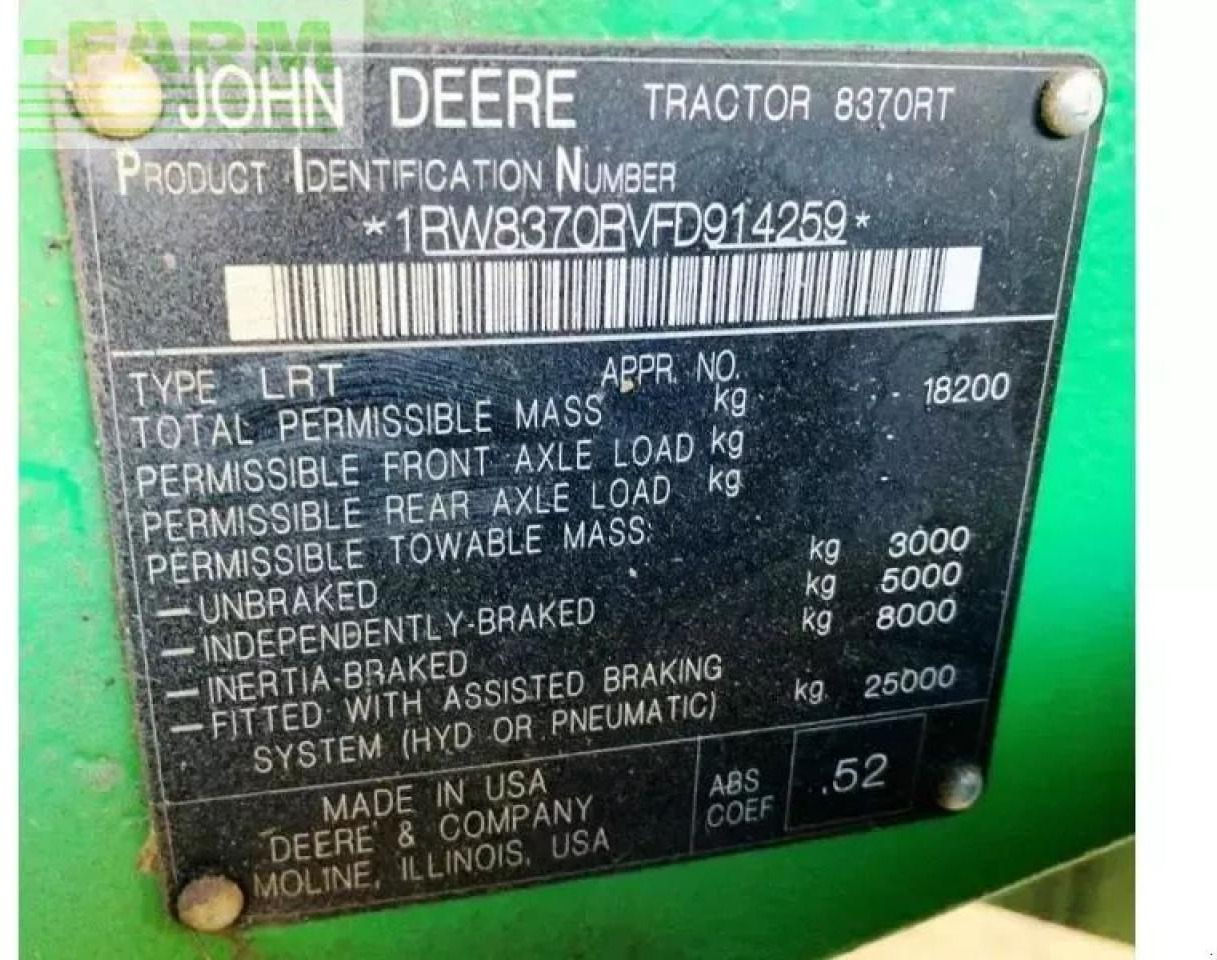 FARM
JOHN DEERE TRACTOR 8370RT
PRODUCT IDENTIFICATION NUMBER
*1RW8370RVFD914259*
TYPE LRT APPR. NO.
TOTAL PERMISSIBLE MASS kg 18200
PERMISSIBLE FRONT AXLE LOAD kg -
PERMISSIBLE REAR AXLE LOAD kg -
PERMISSIBLE TOWABLE MASS:
- UNBRAKED kg 3000
- INDEPENDENTLY-BRAKED kg 5000
- INERTIA-BRAKED kg 8000
- FITTED WITH ASSISTED BRAKING
SYSTEM (HYD OR PNEUMATIC) kg 25000
MADE IN USA
DEERE & COMPANY
MOLINE, ILLINOIS, USA
ABS
COEF
.52